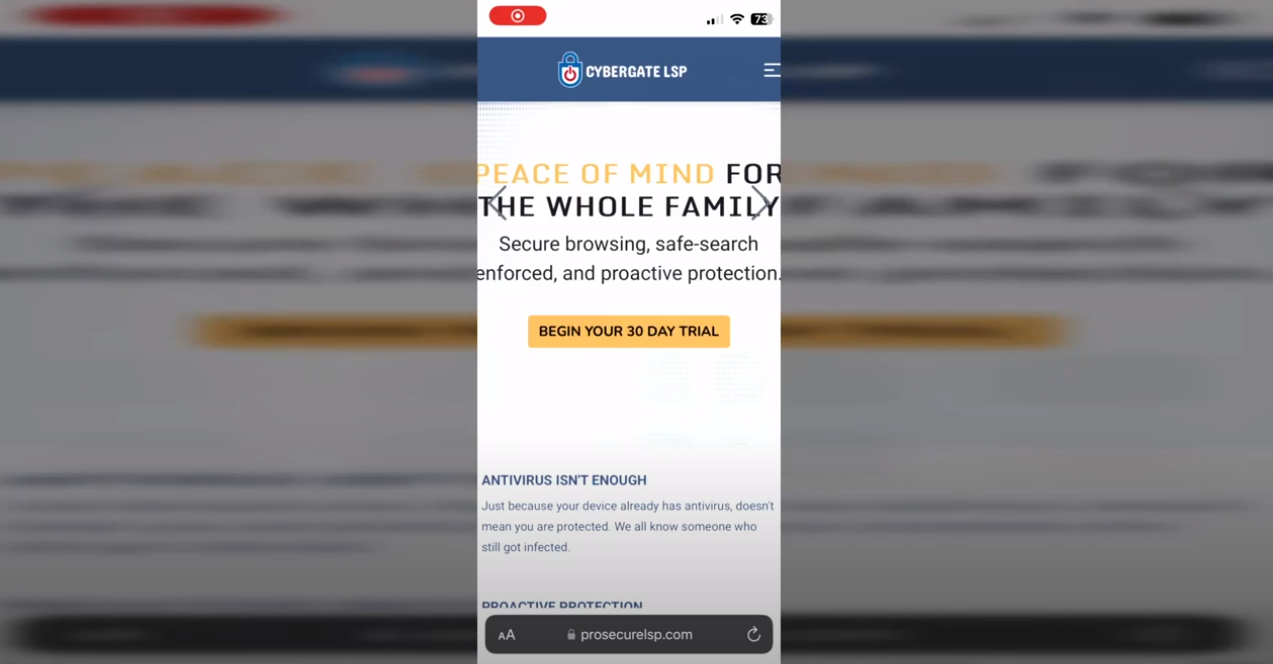 73
CYBERGATE LSP
PEACE OF MIND FOR
THE WHOLE FAMILY
Secure browsing, safe-search
enforced, and proactive protection.
BEGIN YOUR 30 DAY TRIAL
ANTIVIRUS ISN'T ENOUGH
Just because your device already has antivirus, doesn't
mean you are protected. We all know someone who
still got infected.
PROACTIVE PROTECTION
AA prosecurelsp.com